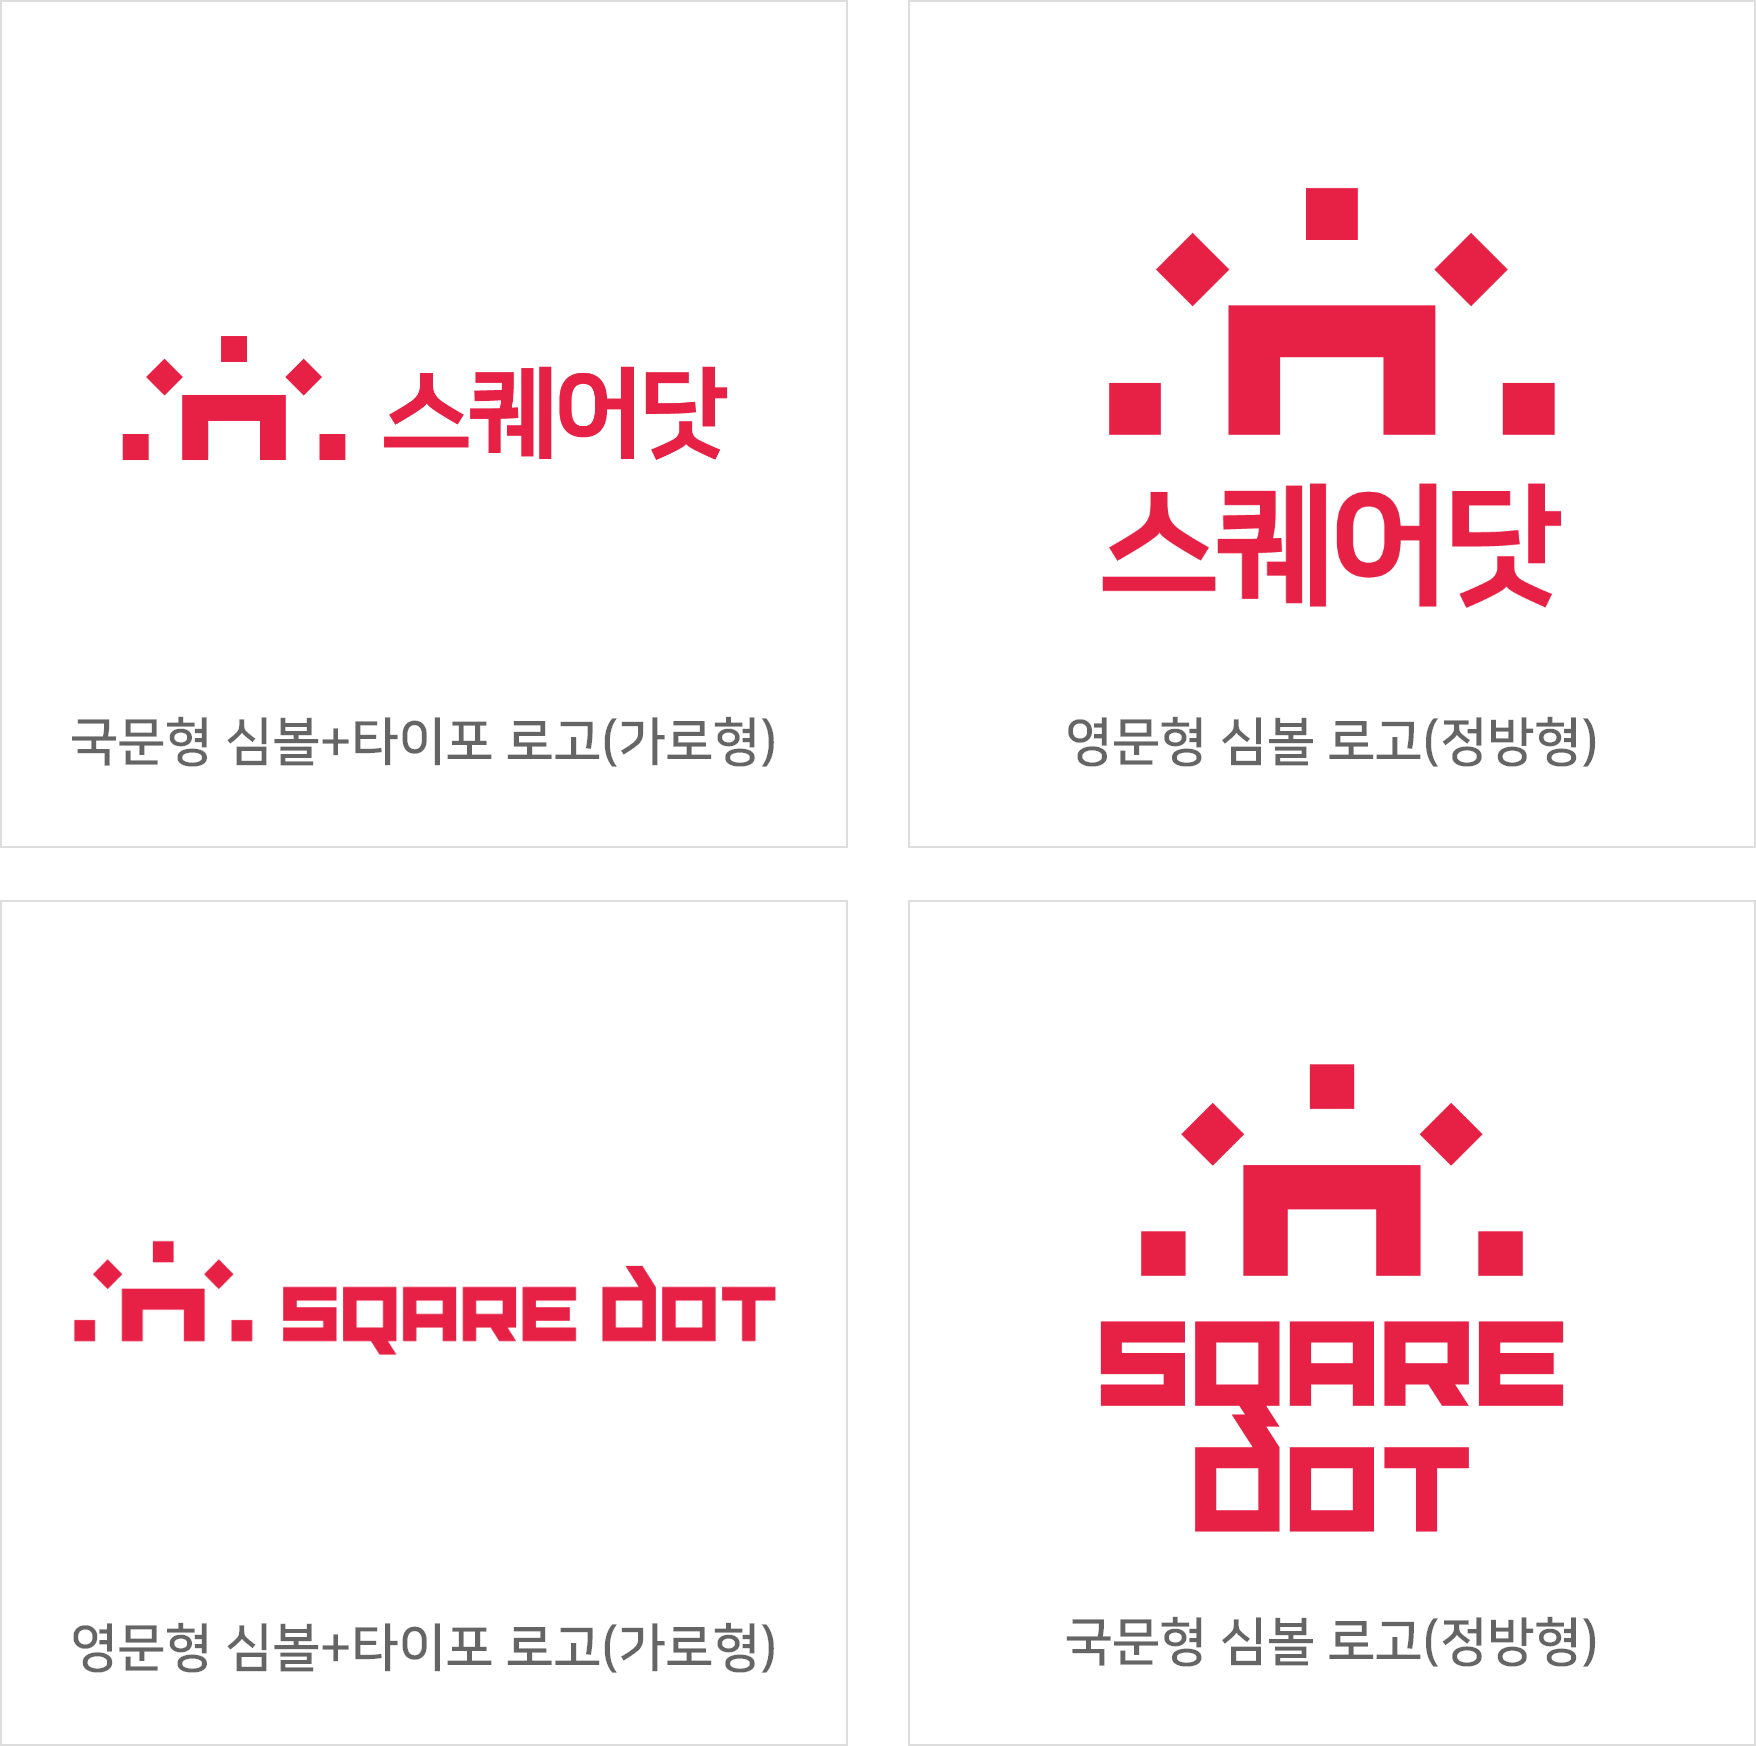 스퀘어닷
국문형 심볼+타이포 로고(가로형)
스퀘어닷
영문형 심볼 로고(정방형)
SQARE DOT
영문형 심볼+타이포 로고(가로형)
SQARE
DOT
국문형 심볼 로고(정방형)